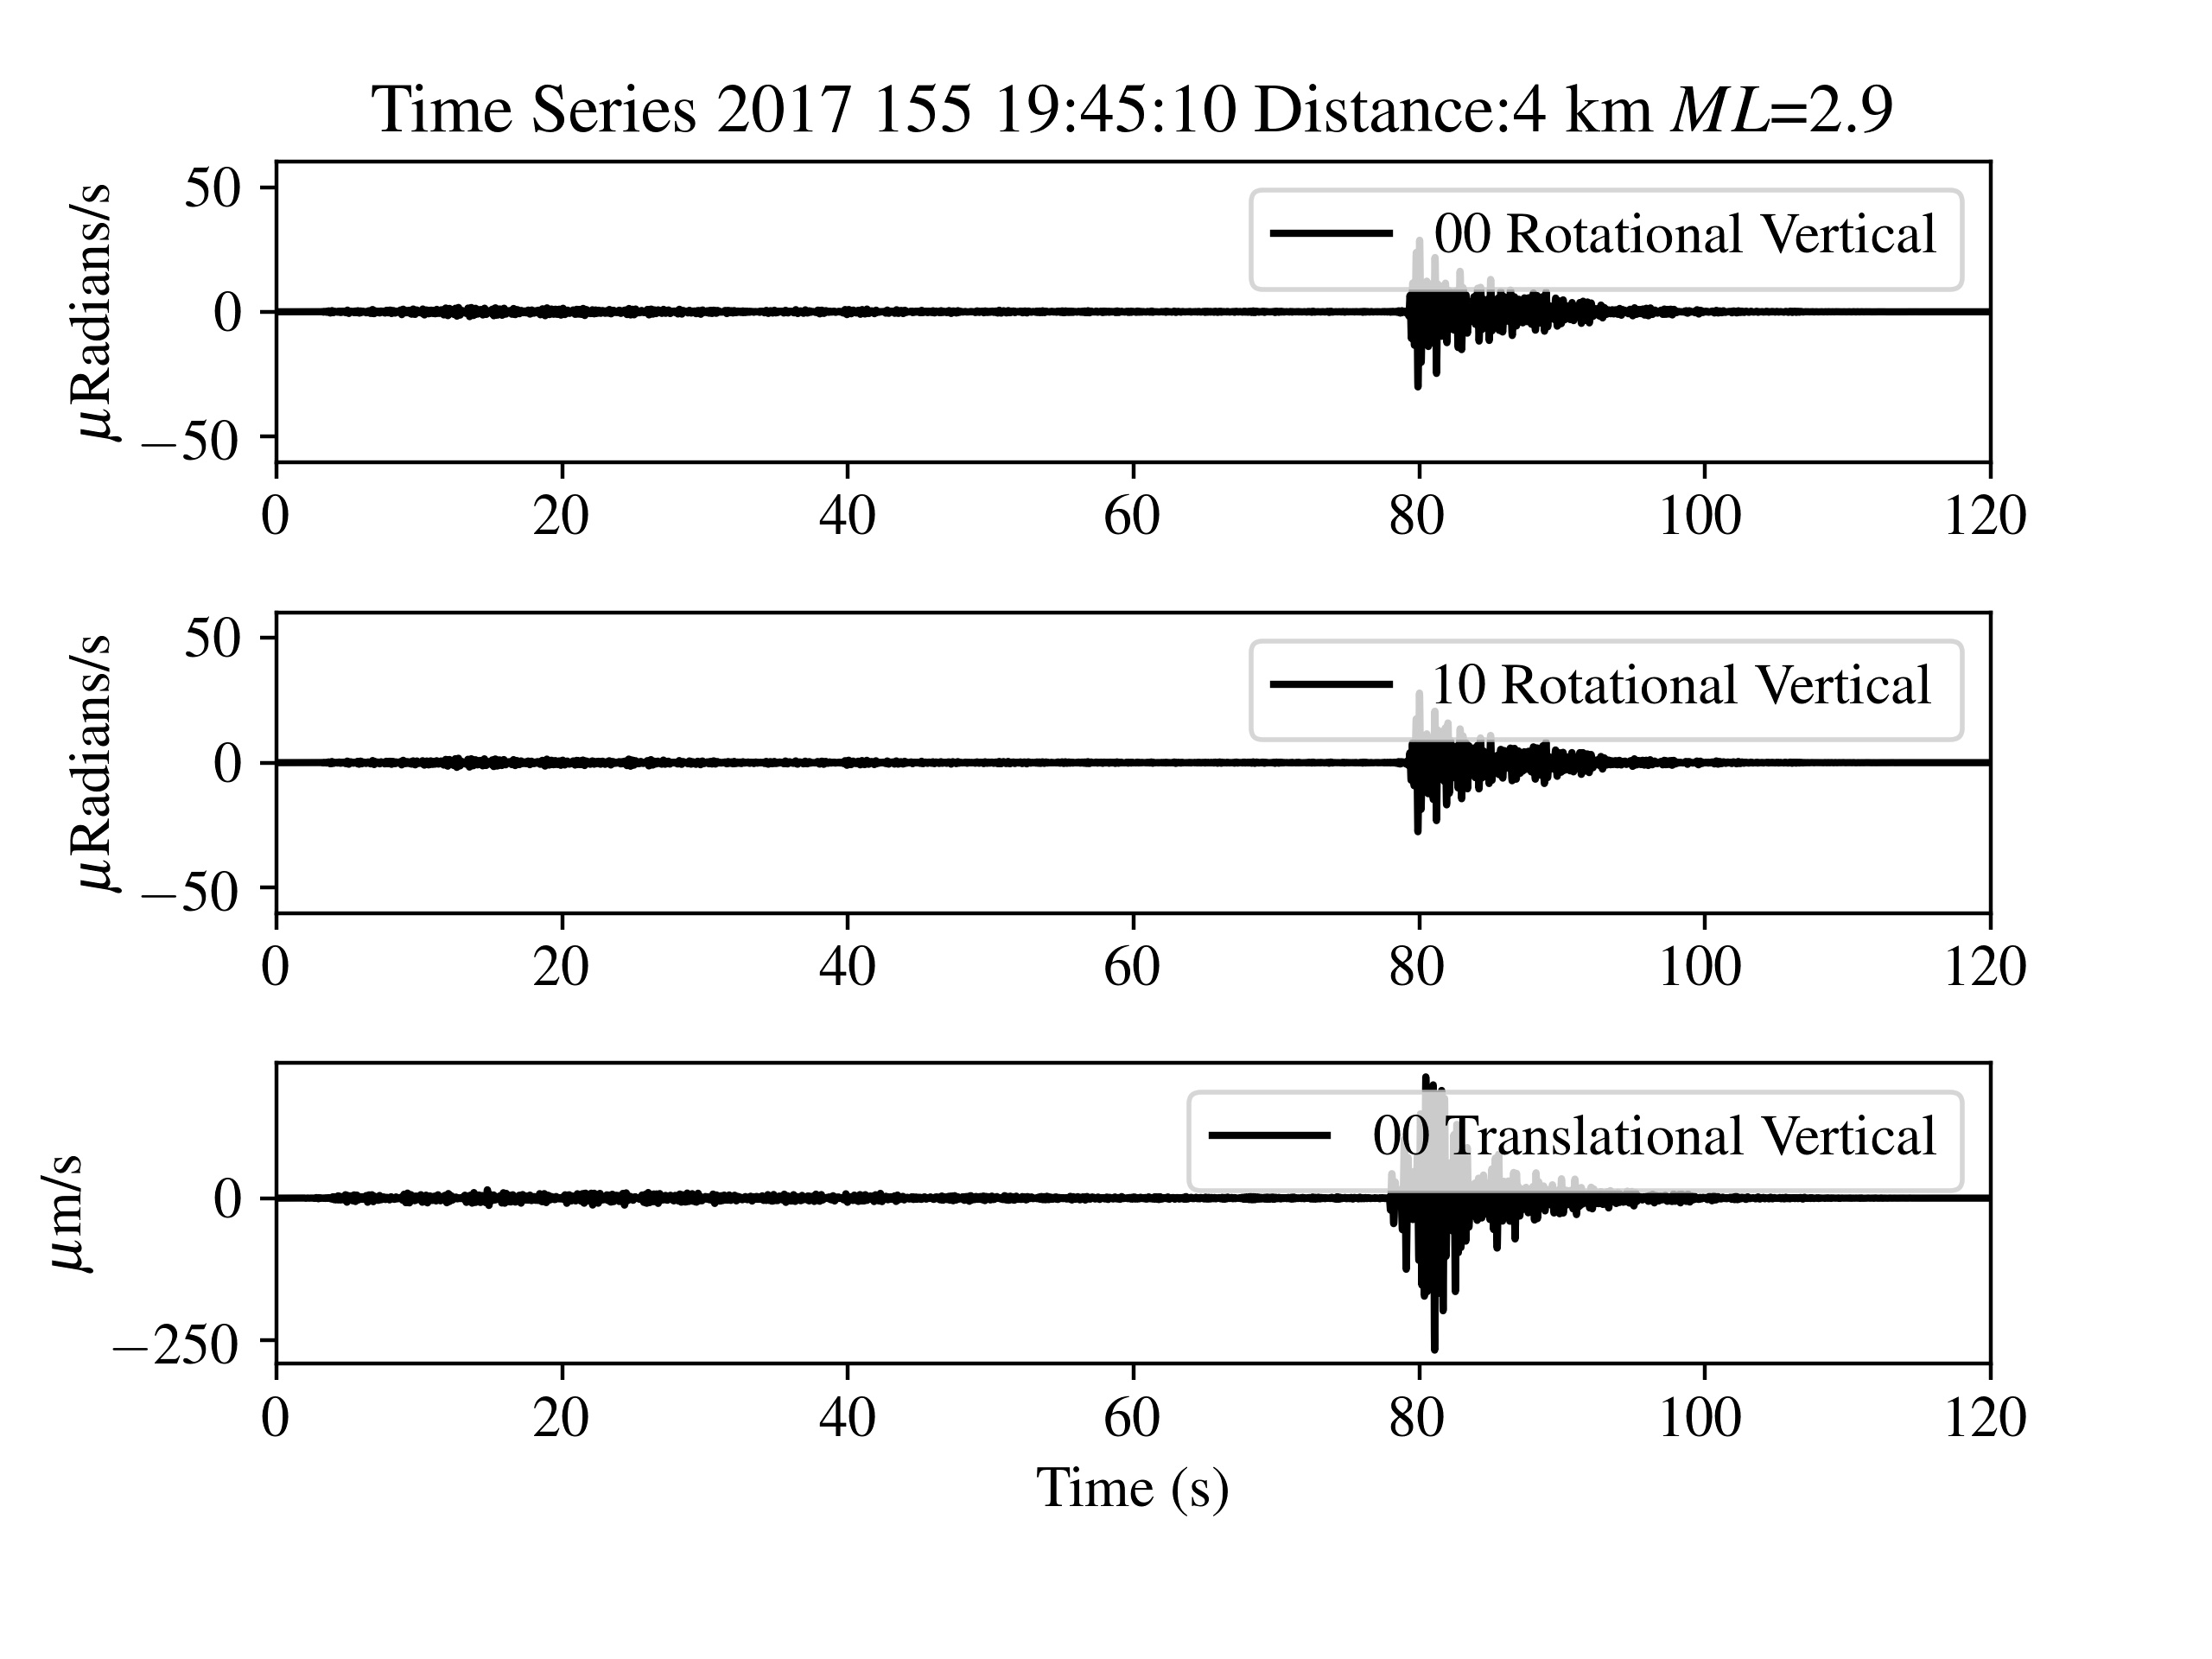 Time Series 2017 155 19:45:10 Distance:4 km ML=2.9
50
0
−50
μRadians/s
00 Rotational Vertical
0 20 40 60 80 100 120
50
0
−50
μRadians/s
10 Rotational Vertical
0 20 40 60 80 100 120
0
−250
μm/s
00 Translational Vertical
0 20 40 60 80 100 120
Time (s)